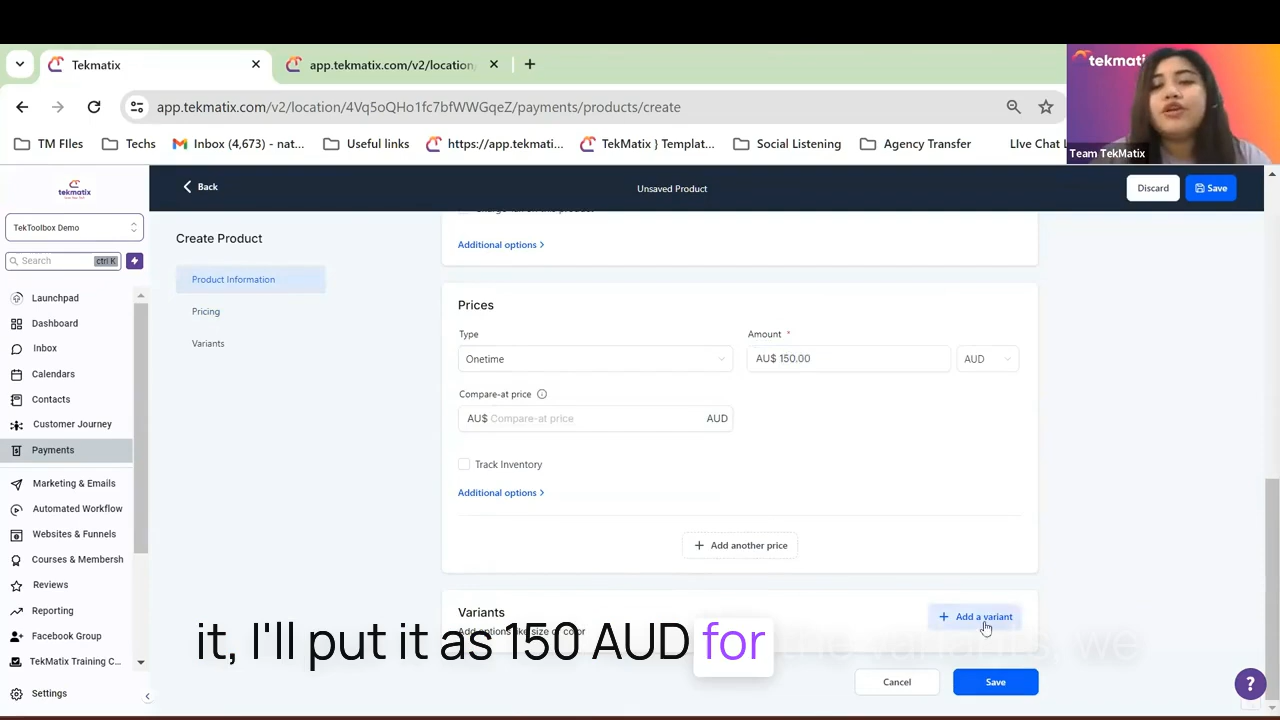 Tekmatix
app.tekmatix.com/v2/location
app.tekmatix.com/v2/location/4Vq5oQHo1fc7bfWWGqeZ/payments/products/create
TM FIles
Techs
Inbox (4,673) - nat...
Useful links
https://app.tekmati...
TekMatix } Templat...
Social Listening
Agency Transfer
LIve Chat L
tekmati
Team TekMatix
tekmatix
Back
Unsaved Product
Discard
Save
TekToolbox Demo
Search
ctrl K
Launchpad
Dashboard
Inbox
Calendars
Contacts
Customer Journey
Payments
Marketing & Emails
Automated Workflow
Websites & Funnels
Courses & Membersh
Reviews
Reporting
Facebook Group
TekMatix Training C...
Settings
Create Product
Product Information
Pricing
Variants
Additional options >
Prices
Type
Amount *
Onetime
AU$ 150.00
AUD
Compare-at price
AU$ Compare-at price
AUD
Track Inventory
Additional options >
+ Add another price
Variants
+ Add a variant
it, I'll put it as 150 AUD for the variants, we
Cancel
Save
?